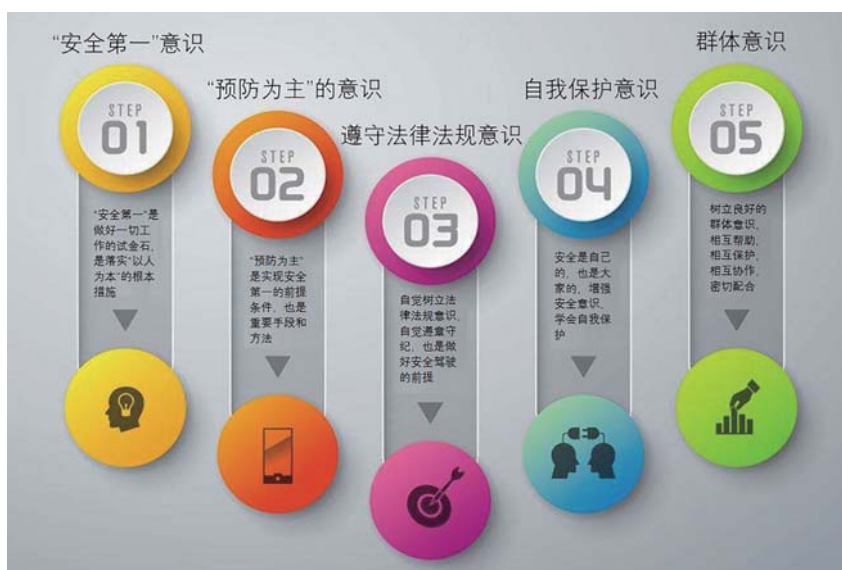 “安全第一”意识
STEP
01
“安全第一”是
做好一切工
作的试金石,
是落实“以人
为本”的根本
措施
“预防为主”的意识
STEP
02
“预防为主”
是实现安全
第一的前提
条件，也是
重要手段和
方法
遵守法律法规意识
STEP
03
自觉树立法
律法规意识,
自觉遵章守
纪，也是做
好安全驾驶
的前提
自我保护意识
STEP
04
安全是自己
的，也是大
家的，增强
安全意识,
学会自我保
护
群体意识
STEP
05
树立良好的
群体意识,
相互帮助,
相互保护,
相互协作,
密切配合